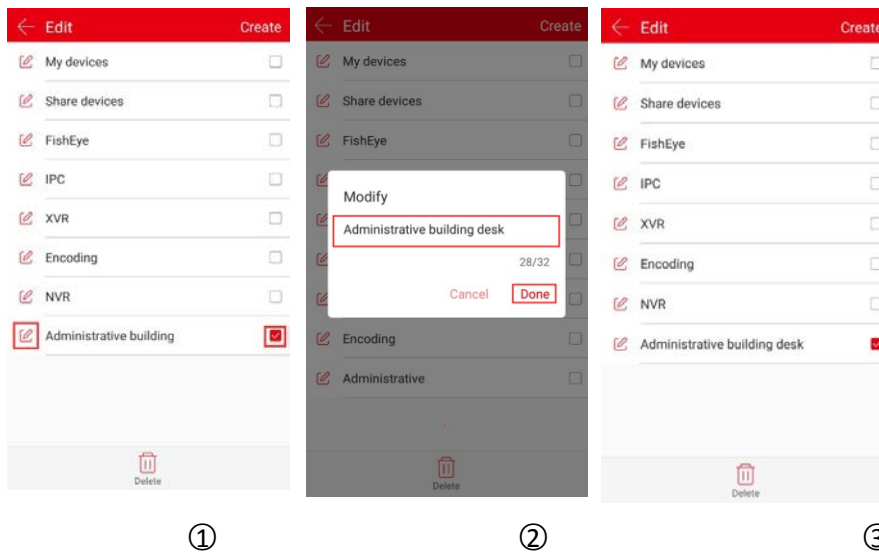 Edit Create
My devices
Share devices
FishEye
IPC
XVR
Encoding
NVR
Administrative building
Delete
①
Edit Create
My devices
Share devices
FishEye
Modify
Administrative building desk
28/32
Cancel Done
Encoding
Administrative
Delete
②
Edit Create
My devices
Share devices
FishEye
IPC
XVR
Encoding
NVR
Administrative building desk
Delete
③